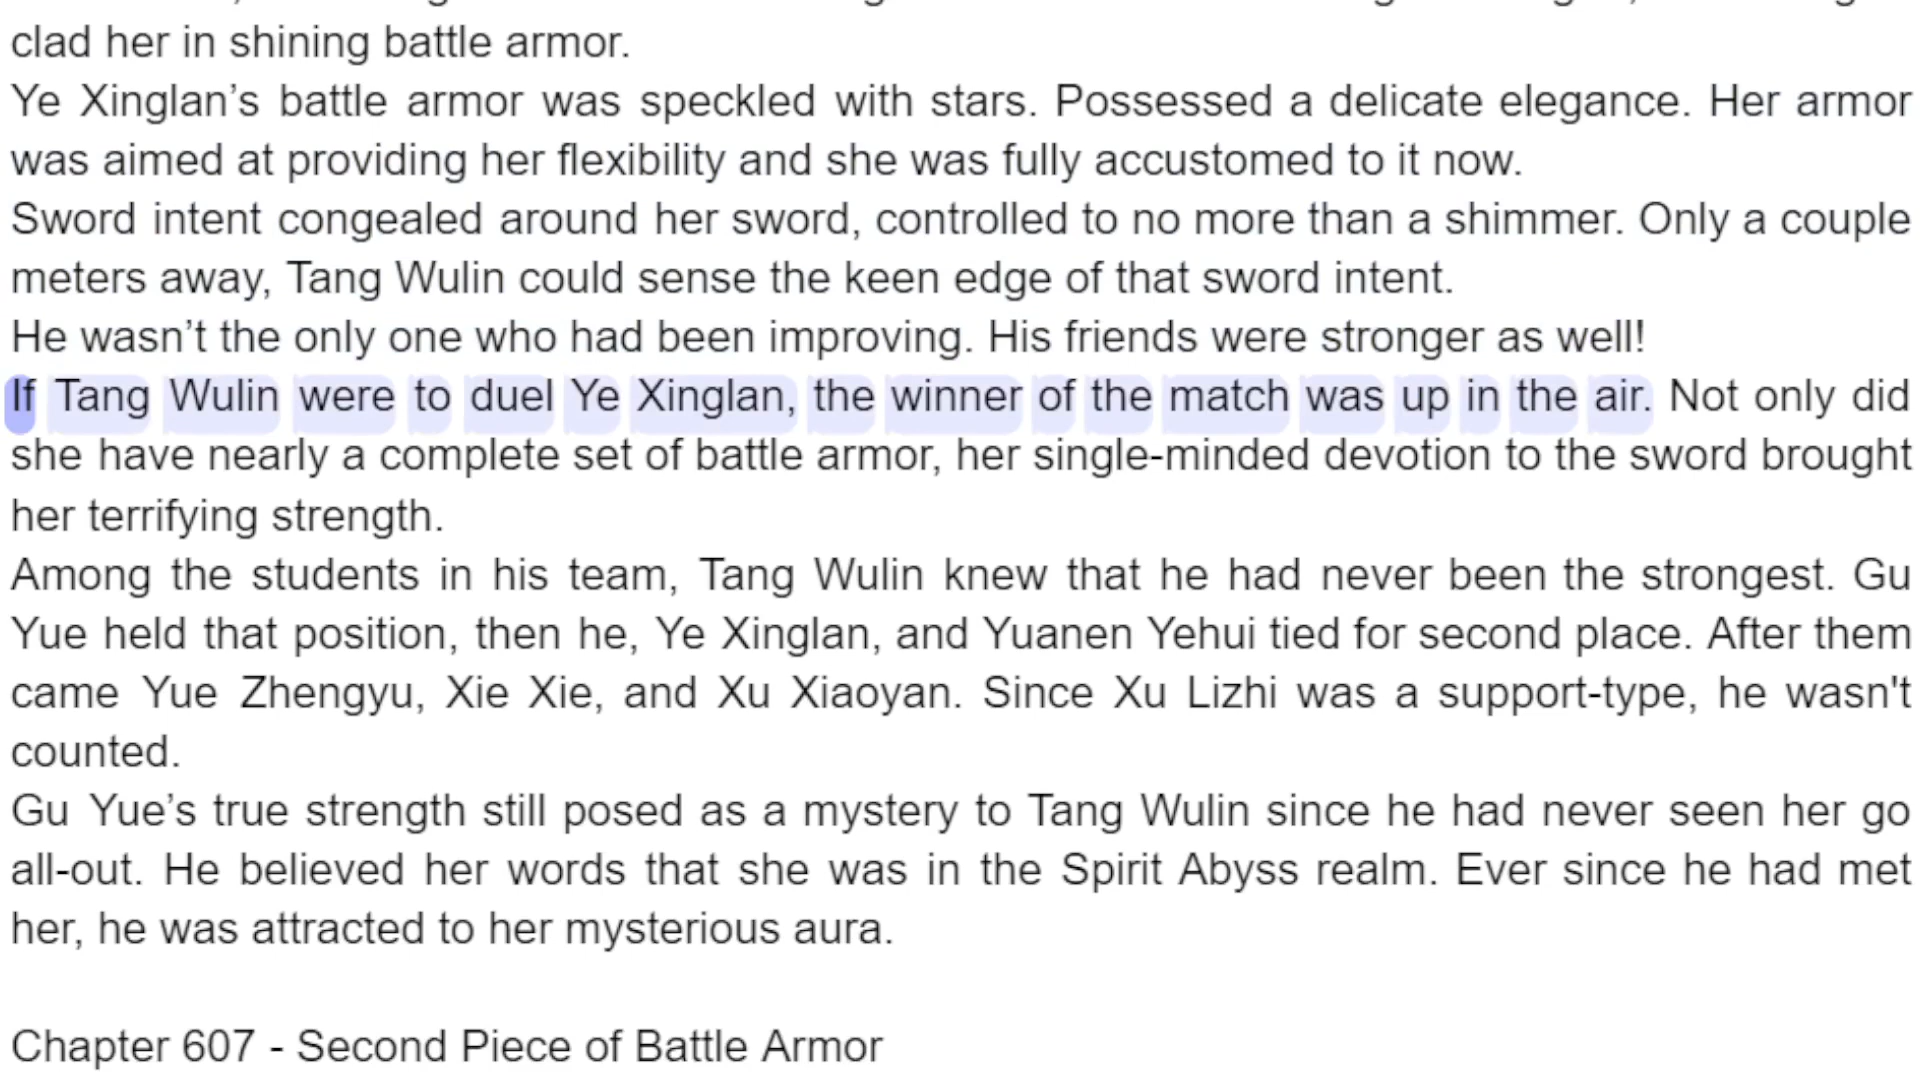 clad her in shining battle armor.
Ye Xinglan’s battle armor was speckled with stars. Possessed a delicate elegance. Her armor
was aimed at providing her flexibility and she was fully accustomed to it now.
Sword intent congealed around her sword, controlled to no more than a shimmer. Only a couple
meters away, Tang Wulin could sense the keen edge of that sword intent.
He wasn’t the only one who had been improving. His friends were stronger as well!
If Tang Wulin were to duel Ye Xinglan, the winner of the match was up in the air. Not only did
she have nearly a complete set of battle armor, her single-minded devotion to the sword brought
her terrifying strength.
Among the students in his team, Tang Wulin knew that he had never been the strongest. Gu
Yue held that position, then he, Ye Xinglan, and Yuanen Yehui tied for second place. After them
came Yue Zhengyu, Xie Xie, and Xu Xiaoyan. Since Xu Lizhi was a support-type, he wasn't
counted.
Gu Yue’s true strength still posed as a mystery to Tang Wulin since he had never seen her go
all-out. He believed her words that she was in the Spirit Abyss realm. Ever since he had met
her, he was attracted to her mysterious aura.
Chapter 607 - Second Piece of Battle Armor